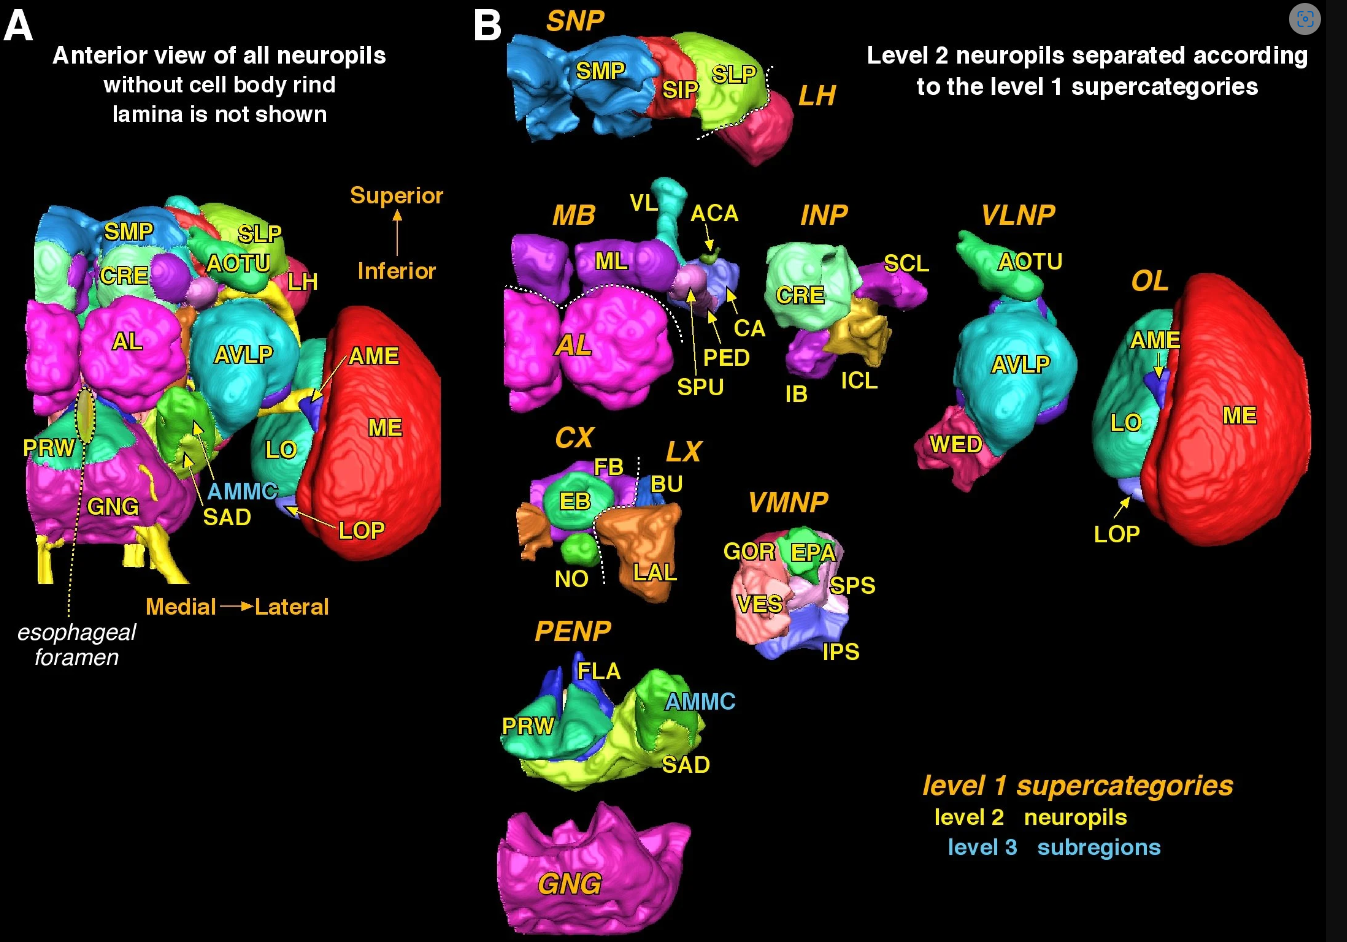 A
Anterior view of all neuropils
without cell body rind
lamina is not shown
Superior
Inferior
SMP
SLP
CRE
AOTU
LH
AL
AVLP
AME
ME
LO
PRW
GNG
AMMC
SAD
LOP
Medial
Lateral
esophageal
foramen
B
Level 2 neuropils separated according
to the level 1 supercategories
SNP
SMP
SIP
SLP
LH
MB
VL
ACA
ML
CA
PED
SPU
AL
INP
SCL
CRE
IB
ICL
VLNP
AOTU
AVLP
WED
OL
AME
LO
ME
LOP
CX
LX
FB
BU
EB
NO
LAL
VMNP
GOR
EPA
SPS
VES
IPS
PENP
FLA
AMMC
PRW
SAD
GNG
level 1 supercategories
level 2 neuropils
level 3 subregions